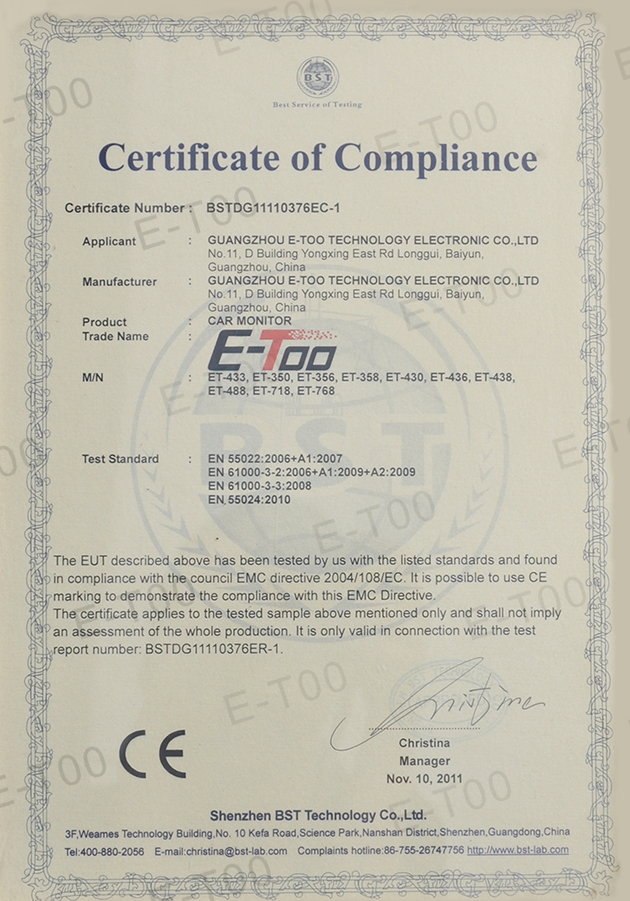 BST
Best Service of Testing
Certificate of Compliance
Certificate Number : BSTDG11110376EC-1
Applicant : GUANGZHOU E-TOO TECHNOLOGY ELECTRONIC CO.,LTD
No.11, D Building Yongxing East Rd Longgui, Baiyun,
Guangzhou, China
Manufacturer : GUANGZHOU E-TOO TECHNOLOGY ELECTRONIC CO.,LTD
No.11, D Building Yongxing East Rd Longgui, Baiyun,
Guangzhou, China
Product : CAR MONITOR
Trade Name : E-Too
M/N : ET-433, ET-350, ET-356, ET-358, ET-430, ET-436, ET-438,
ET-488, ET-718, ET-768
Test Standard : EN 55022:2006+A1:2007
EN 61000-3-2:2006+A1:2009+A2:2009
EN 61000-3-3:2008
EN 55024:2010
The EUT described above has been tested by us with the listed standards and found
in compliance with the council EMC directive 2004/108/EC. It is possible to use CE
marking to demonstrate the compliance with this EMC Directive.
The certificate applies to the tested sample above mentioned only and shall not imply
an assessment of the whole production. It is only valid in connection with the test
report number: BSTDG11110376ER-1.
Christina
CE
Christina
Manager
Nov. 10, 2011
Shenzhen BST Technology Co.,Ltd.
3F,Weames Technology Building,No. 10 Kefa Road,Science Park,Nanshan District,Shenzhen,Guangdong,China
Tel:400-880-2056 E-mail:christina@bst-lab.com Complaints hotline:86-755-26747756 http://www.bst-lab.com